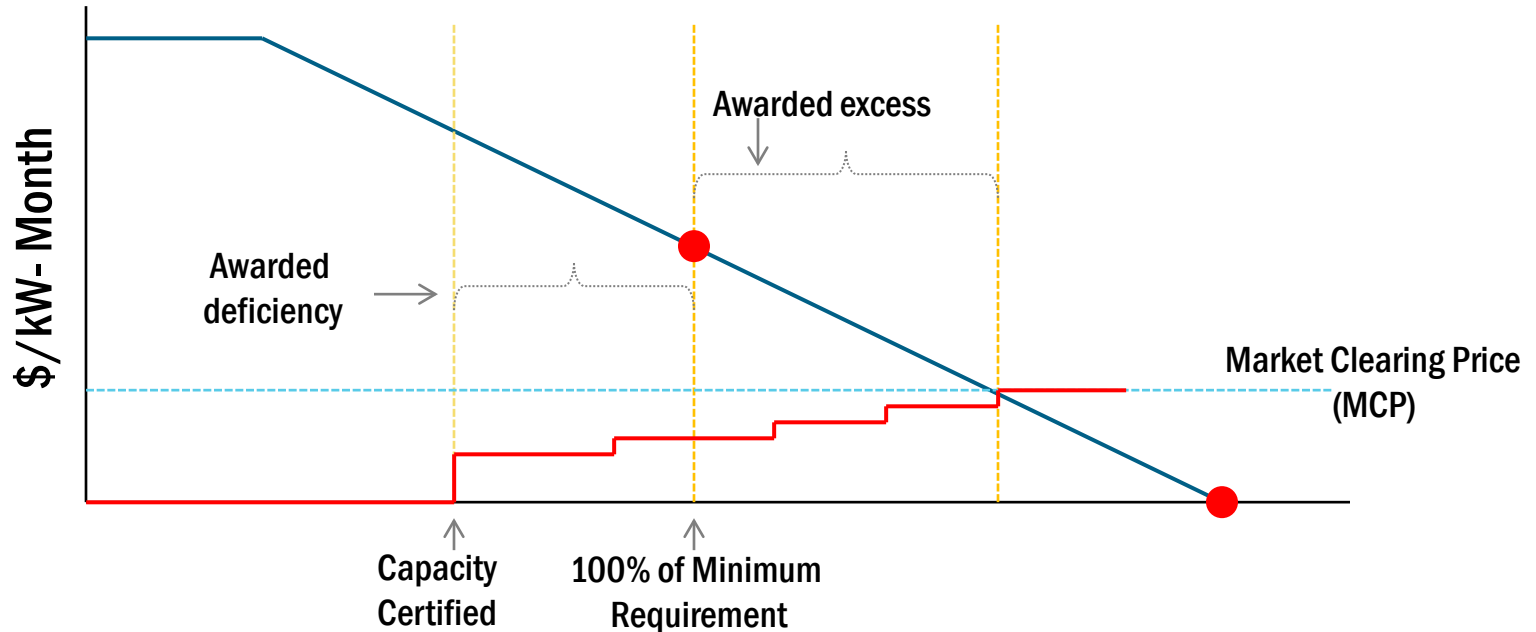 $/kW- Month
Awarded excess
Awarded
deficiency
Market Clearing Price
(MCP)
Capacity
Certified
100% of Minimum
Requirement